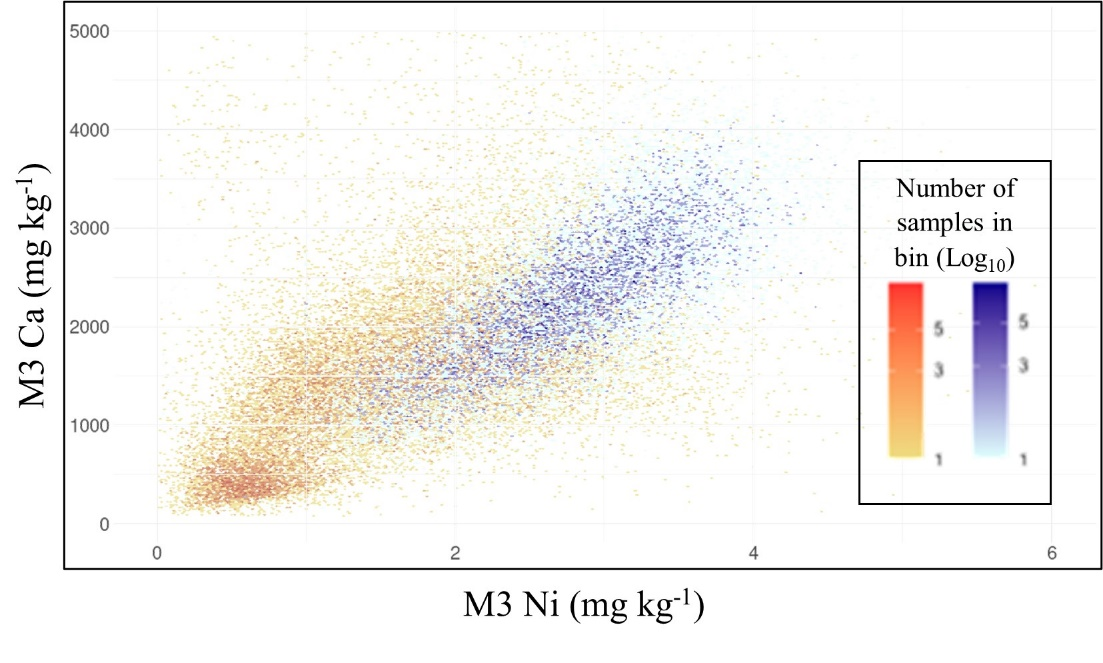 5000
4000
3000
2000
1000
0
0 2 4 6
M3 Ca (mg kg⁻¹)
M3 Ni (mg kg⁻¹)
Number of
samples in
bin (Log₁₀)
5 5
3 3
1 1